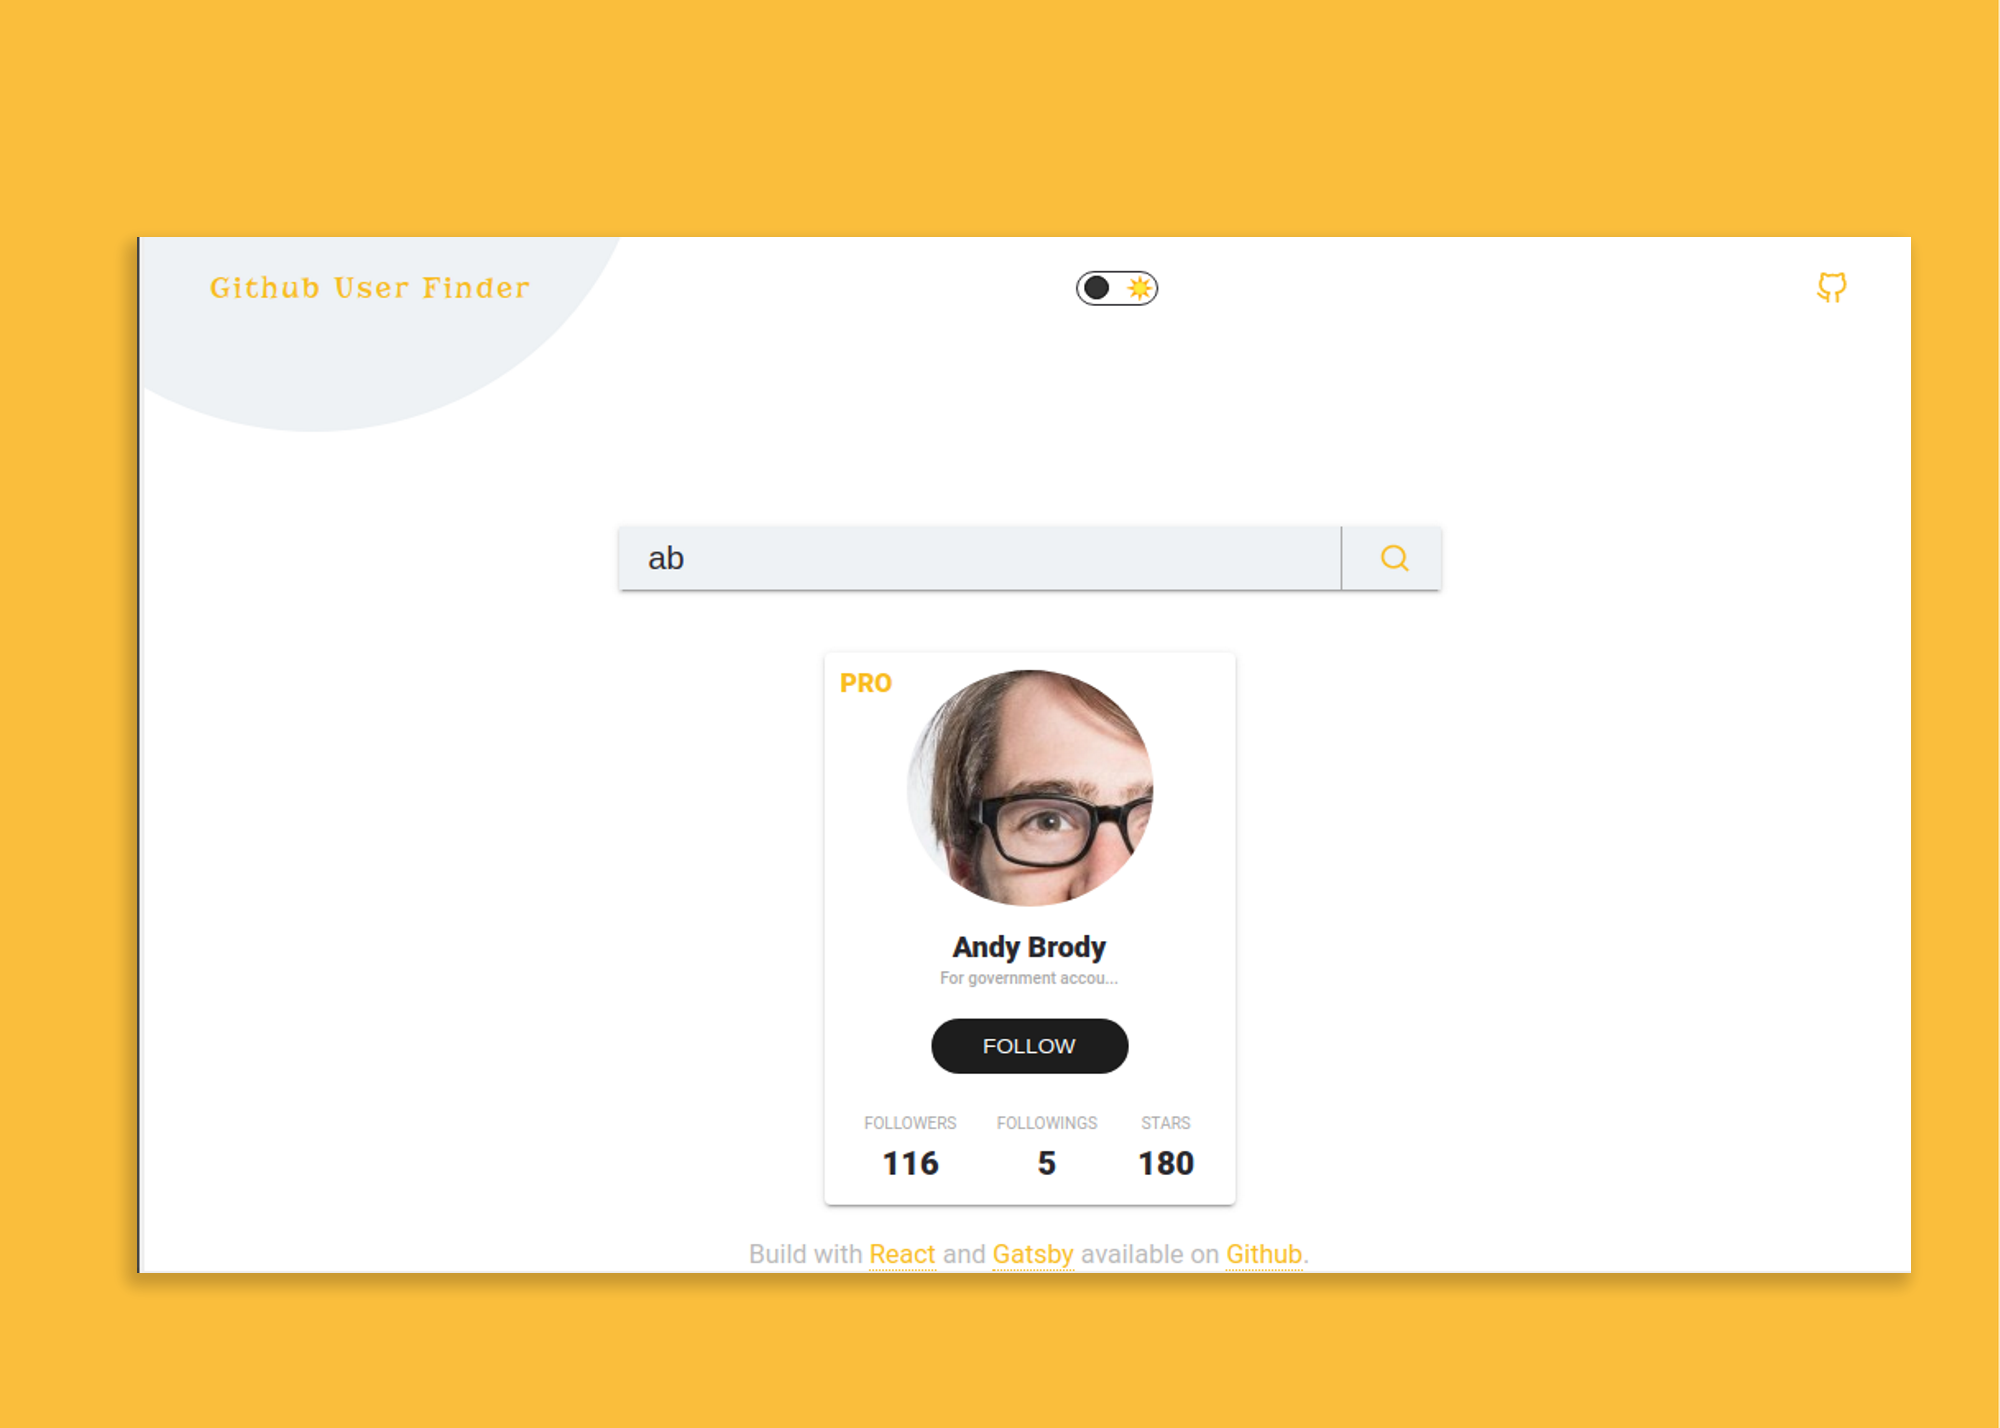 Github User Finder
ab
PRO
Andy Brody
For government accou...
FOLLOW
FOLLOWERS FOLLOWINGS STARS
116 5 180
Build with React and Gatsby available on Github.